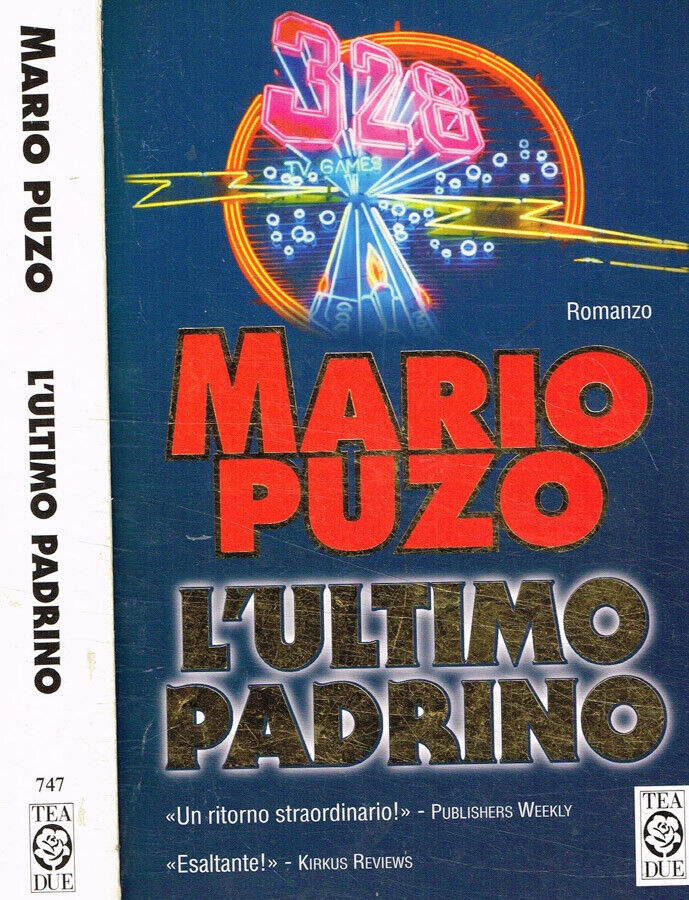 MARIO PUZO
L'ULTIMO PADRINO
747
TEA
DUE
328
TV GAMES
Romanzo
MARIO
PUZO
L'ULTIMO
PADRINO
«Un ritorno straordinario!» - PUBLISHERS WEEKLY
«Esaltante!» - KIRKUS REVIEWS
TEA
DUE